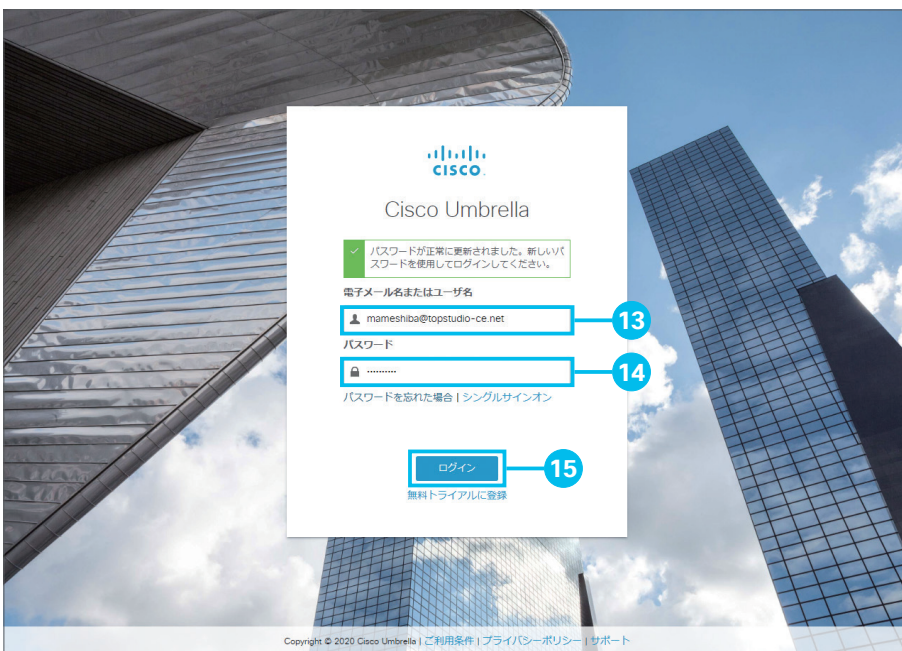 CISCO
Cisco Umbrella
パスワードが正常に更新されました。新しいパ
スワードを使用してログインしてください。
電子メール名またはユーザ名
mameshiba@topstudio-ce.net
13
パスワード
··········
14
パスワードを忘れた場合 | シングルサインオン
ログイン
15
無料トライアルに登録
Copyright © 2020 Cisco Umbrella | ご利用条件 | プライバシーポリシー | サポート